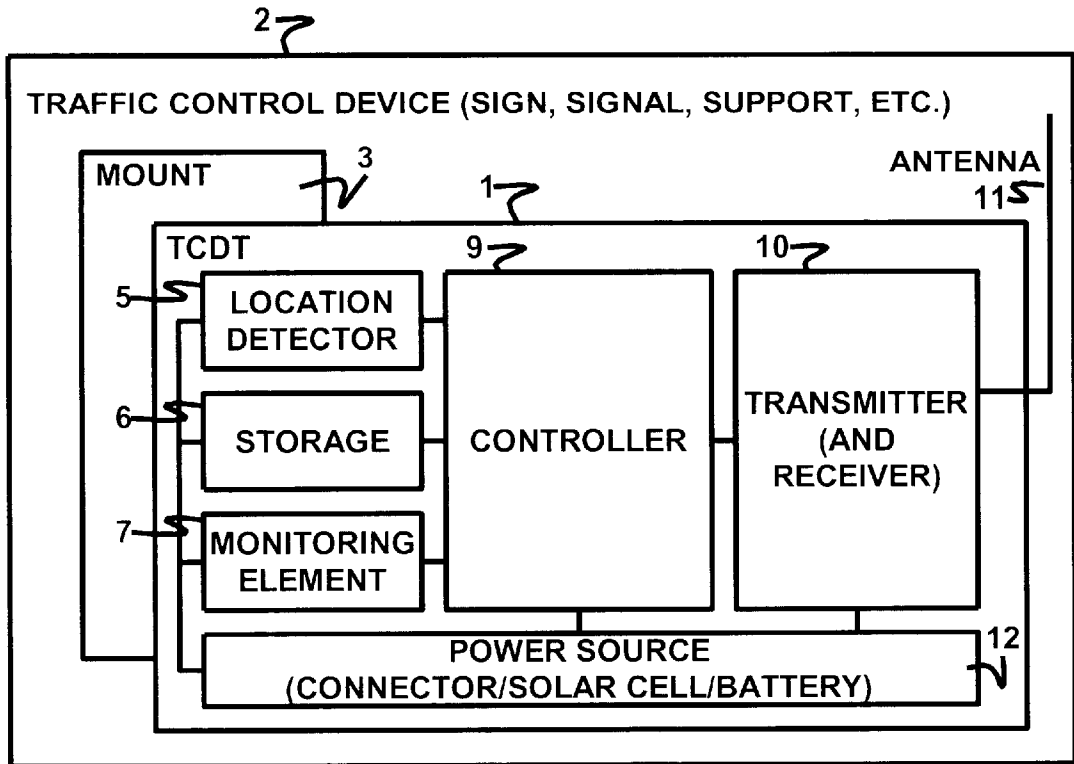 2
TRAFFIC CONTROL DEVICE (SIGN, SIGNAL, SUPPORT, ETC.)
MOUNT
3
1
ANTENNA
11
TCDT
9
10
5
LOCATION
DETECTOR
6
STORAGE
7
MONITORING
ELEMENT
CONTROLLER
TRANSMITTER
(AND
RECEIVER)
POWER SOURCE
(CONNECTOR/SOLAR CELL/BATTERY)
12